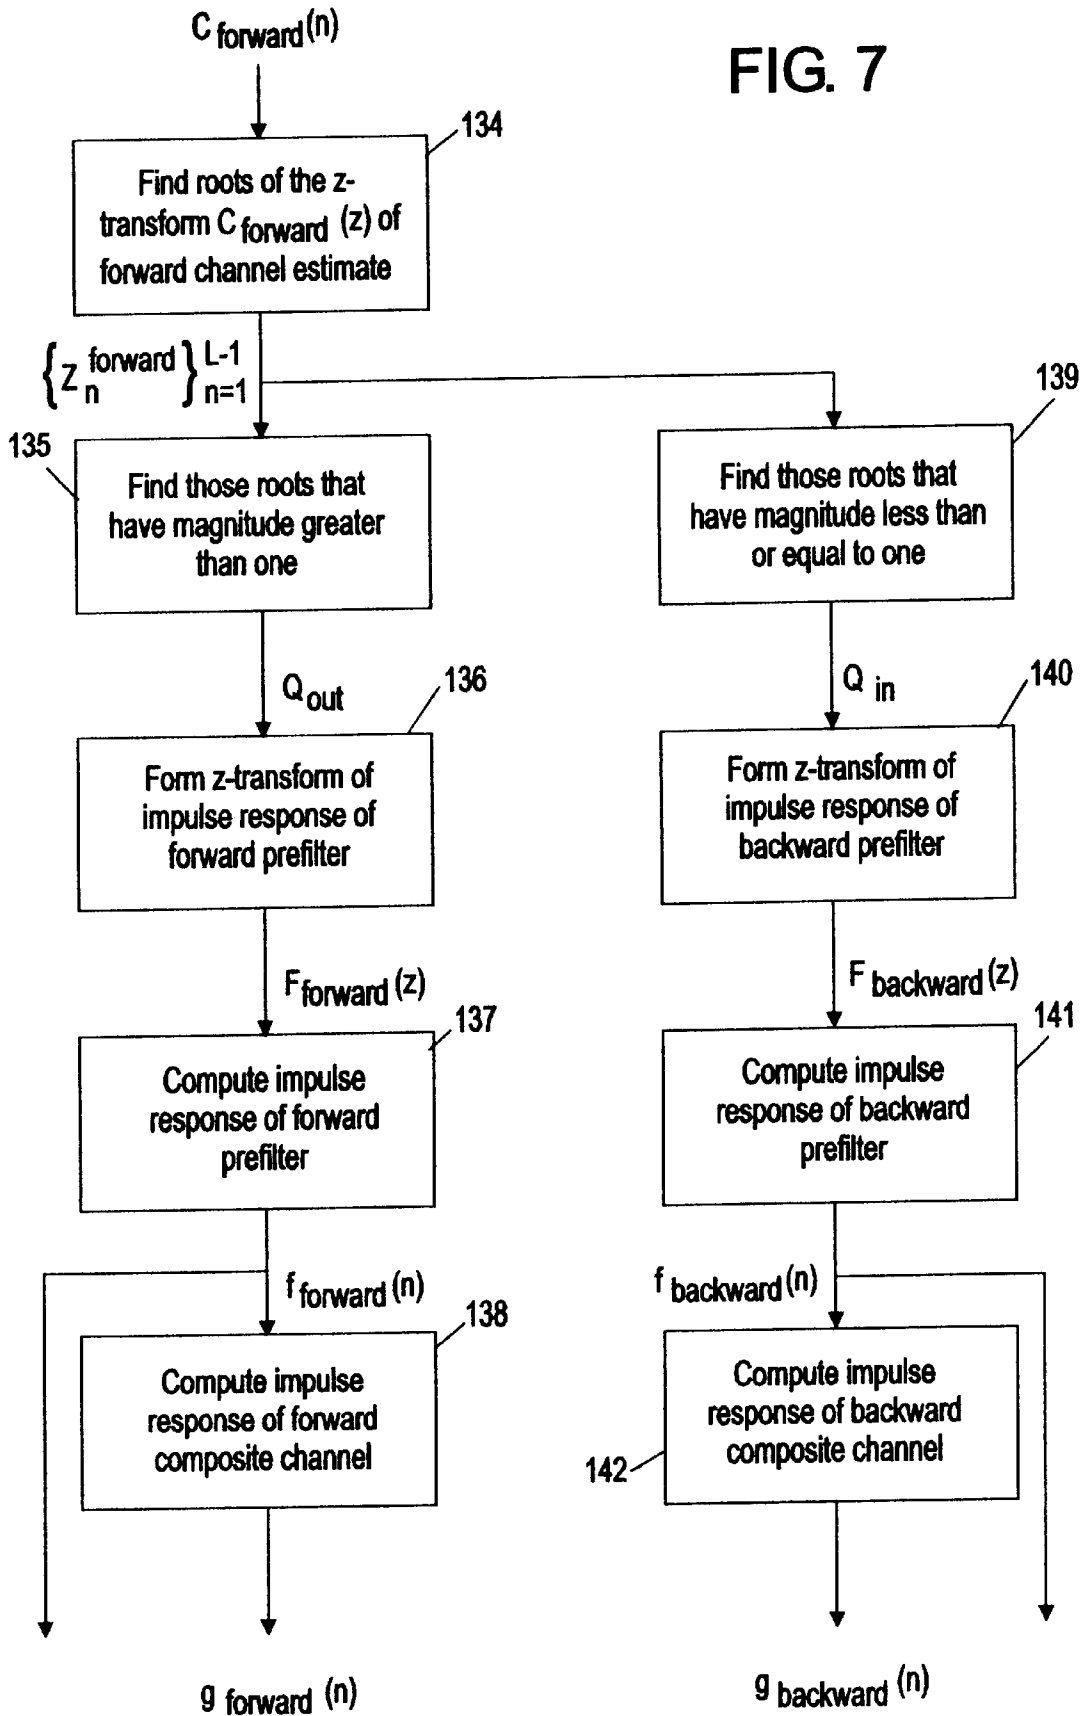 C forward(n)
FIG. 7
134
Find roots of the z-
transform C forward (z) of
forward channel estimate
{ z n forward } L-1 n=1
135
Find those roots that
have magnitude greater
than one
139
Find those roots that
have magnitude less than
or equal to one
Q out
136
Form z-transform of
impulse response of
forward prefilter
Q in
140
Form z-transform of
impulse response of
backward prefilter
F forward (z)
137
Compute impulse
response of forward
prefilter
F backward (z)
141
Compute impulse
response of backward
prefilter
f forward (n)
138
Compute impulse
response of forward
composite channel
f backward (n)
Compute impulse
response of backward
composite channel
142
g forward (n)
g backward (n)